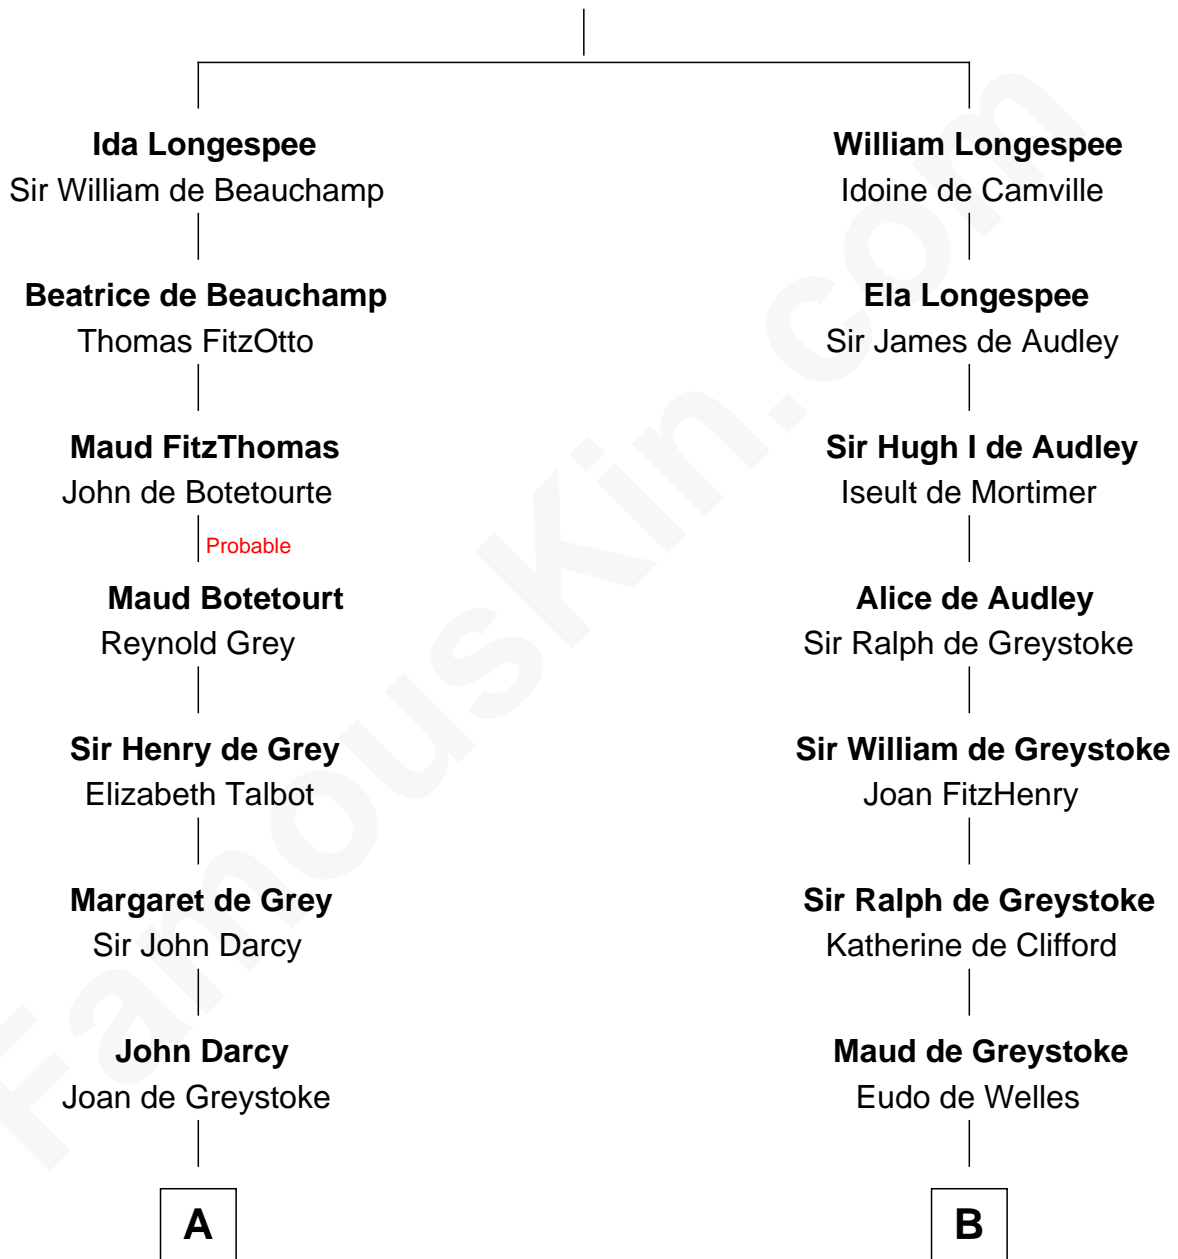 Ida Longespee
Sir William de Beauchamp
William Longespee
Idoine de Camville
Beatrice de Beauchamp
Thomas FitzOtto
Ela Longespee
Sir James de Audley
Maud FitzThomas
John de Botetourte
Sir Hugh I de Audley
Iseult de Mortimer
Probable
Maud Botetourt
Reynold Grey
Alice de Audley
Sir Ralph de Greystoke
Sir Henry de Grey
Elizabeth Talbot
Sir William de Greystoke
Joan FitzHenry
Margaret de Grey
Sir John Darcy
Sir Ralph de Greystoke
Katherine de Clifford
John Darcy
Joan de Greystoke
Maud de Greystoke
Eudo de Welles
A
B
FamousKin.com